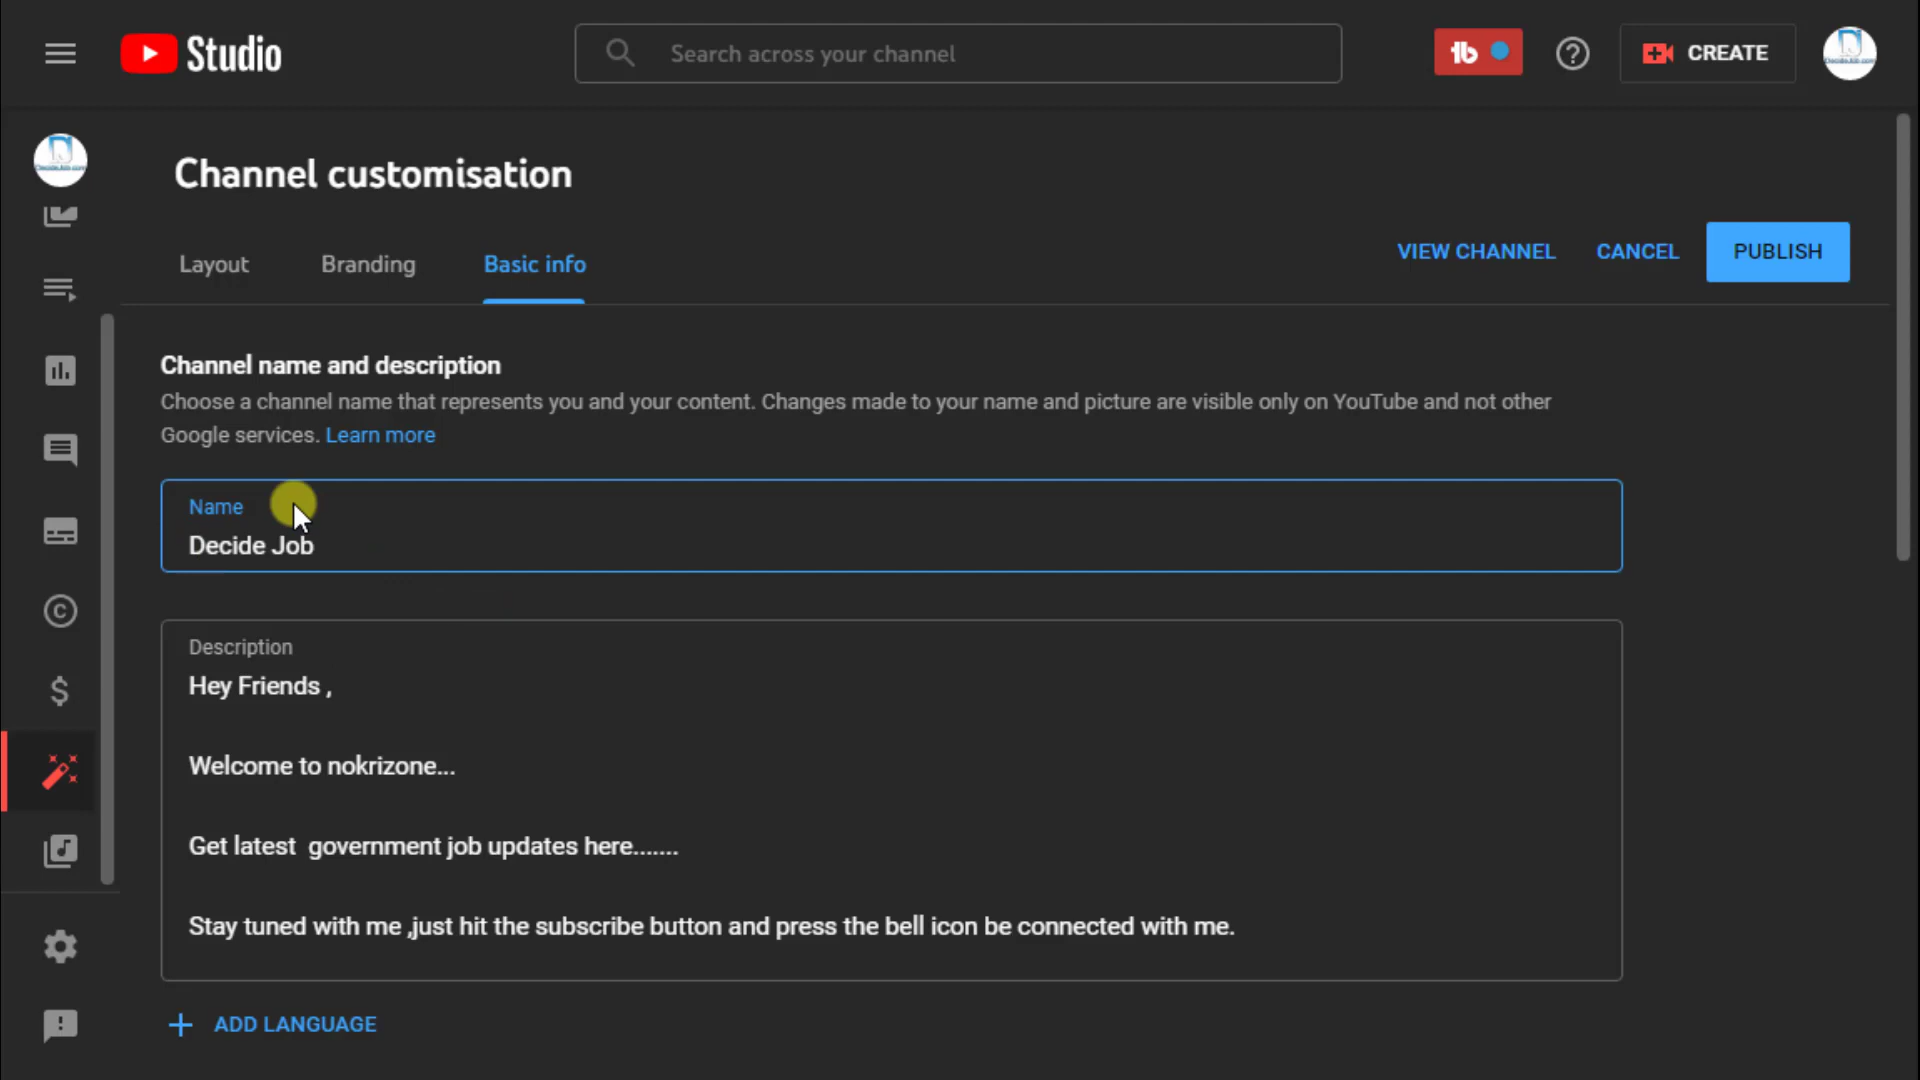 Studio
Search across your channel
CREATE
Channel customisation
Layout
Branding
Basic info
VIEW CHANNEL
CANCEL
PUBLISH
Channel name and description
Choose a channel name that represents you and your content. Changes made to your name and picture are visible only on YouTube and not other
Google services. Learn more
Name
Decide Job
Description
Hey Friends ,
Welcome to nokrizone...
Get latest  government job updates here.......
Stay tuned with me ,just hit the subscribe button and press the bell icon be connected with me.
+ ADD LANGUAGE